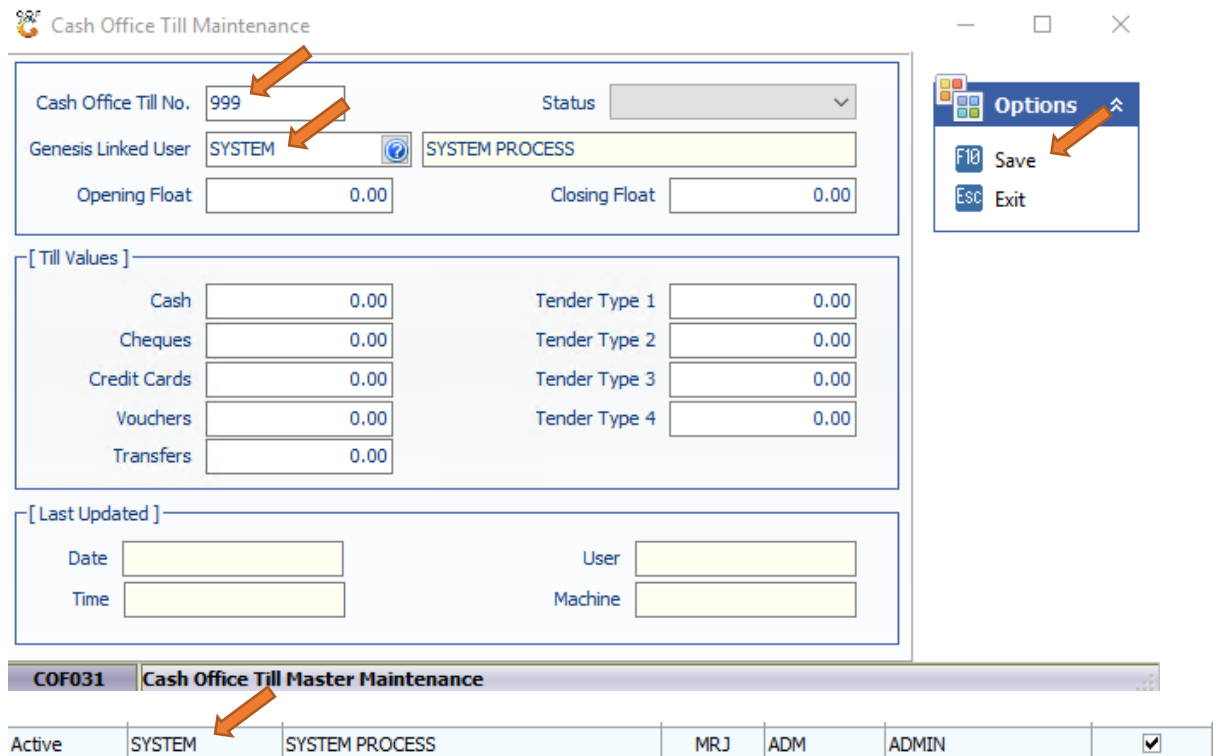 Cash Office Till Maintenance
Cash Office Till No. 999 Status
Genesis Linked User SYSTEM SYSTEM PROCESS
Opening Float 0.00 Closing Float 0.00
[ Till Values ]
Cash 0.00 Tender Type 1 0.00
Cheques 0.00 Tender Type 2 0.00
Credit Cards 0.00 Tender Type 3 0.00
Vouchers 0.00 Tender Type 4 0.00
Transfers 0.00
[ Last Updated ]
Date User
Time Machine
Options
F10 Save
Esc Exit
COF031 Cash Office Till Master Maintenance
Active SYSTEM SYSTEM PROCESS MRJ ADM ADMIN